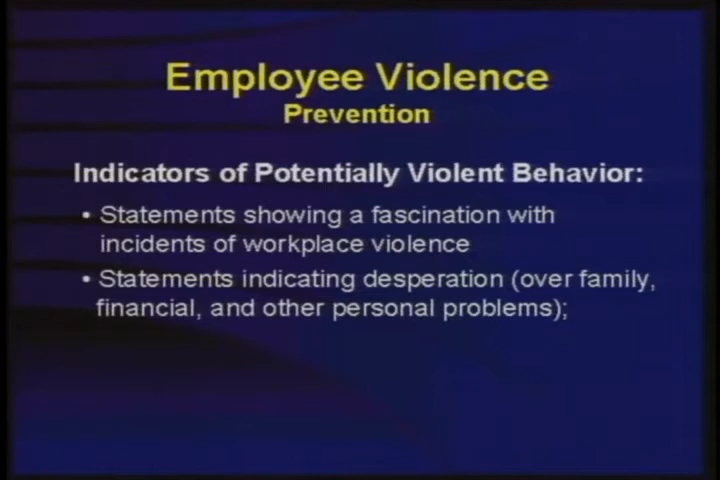 Employee Violence
Prevention
Indicators of Potentially Violent Behavior:
• Statements showing a fascination with
incidents of workplace violence
• Statements indicating desperation (over family,
financial, and other personal problems);